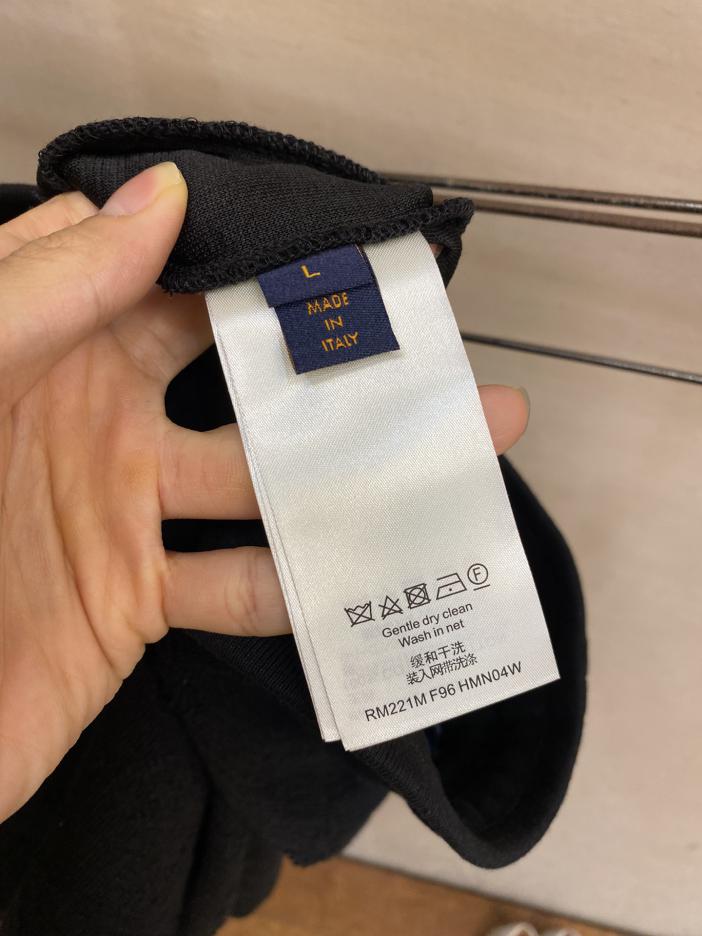 L
MADE
IN
ITALY
F
Gentle dry clean
Wash in net
缓和干洗
装入网带洗涤
RM221M F96 HMN04W